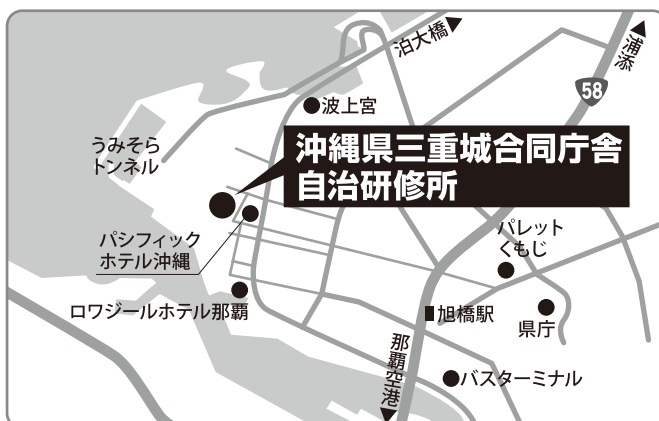 泊大橋
浦添
58
波上宮
うみそら
トンネル
沖縄県三重城合同庁舎
自治研修所
パシフィック
ホテル沖縄
パレット
くもじ
ロワジールホテル那覇
旭橋駅
県庁
那覇空港
バスターミナル